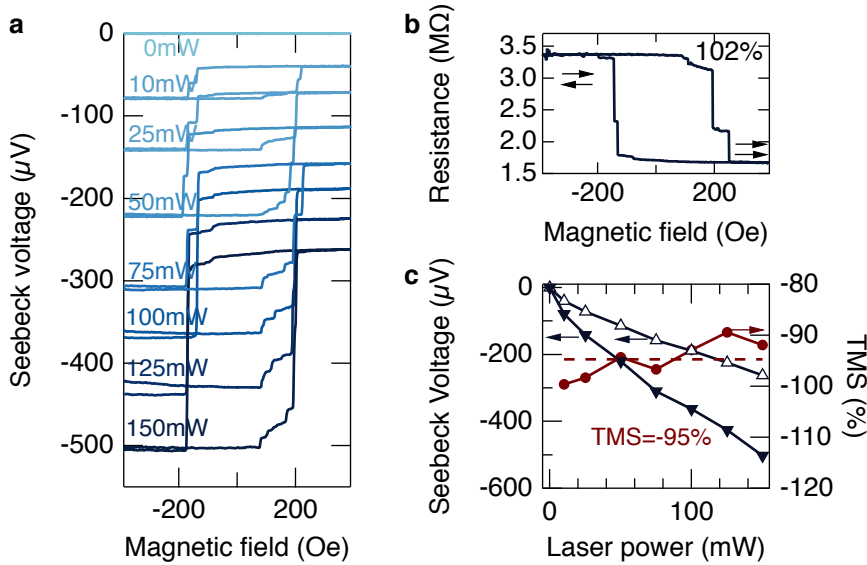 a
Seebeck voltage (µV)
0
-100
-200
-300
-400
-500
0mW
10mW
25mW
50mW
75mW
100mW
125mW
150mW
-200
200
Magnetic field (Oe)
b
Resistance (MΩ)
3.5
3.0
2.5
2.0
1.5
102%
-200
200
Magnetic field (Oe)
c
Seebeck Voltage (µV)
0
-200
-400
-600
TMS=-95%
-80
-90
-100
-110
-120
TMS (%)
0
100
Laser power (mW)